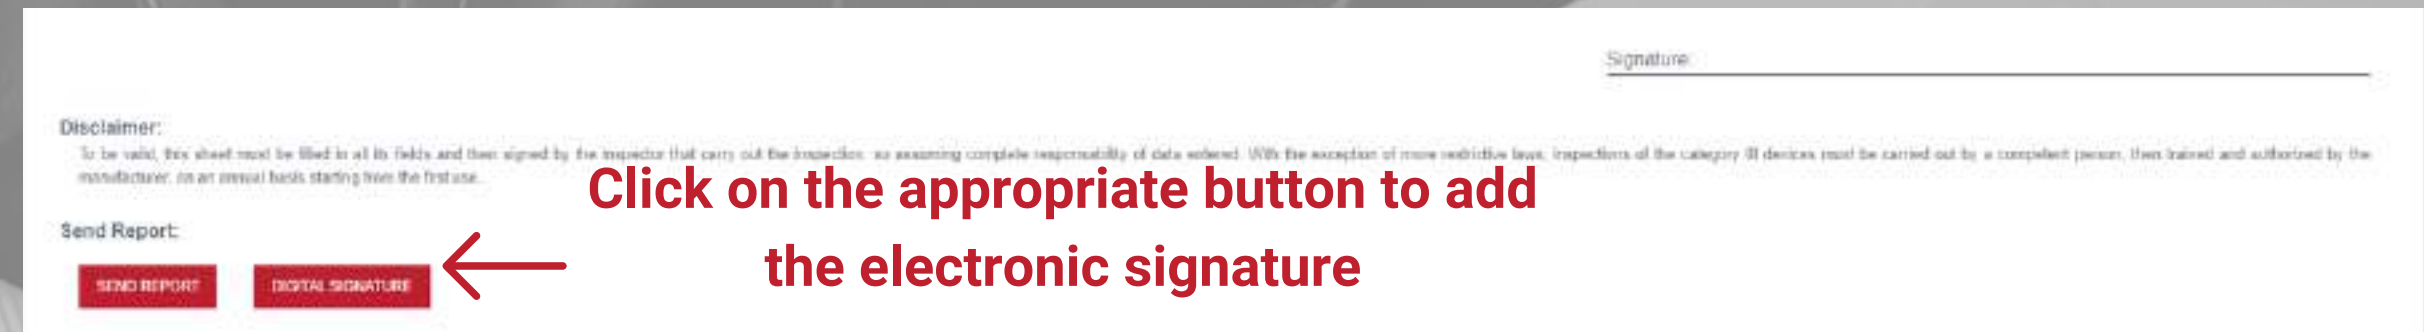 Signature:
Disclaimer:
To be valid, this sheet must be filled in all its fields and then signed by the inspector that carry out the inspection, so assuming complete responsability of data entered. With the exception of more restrictive laws, inspections of the category III devices must be carried out by a competent person, then trained and authorized by the
manufacturer, on an annual basis starting from the first use.
Click on the appropriate button to add
the electronic signature
Send Report:
SEND REPORT
DIGITAL SIGNATURE